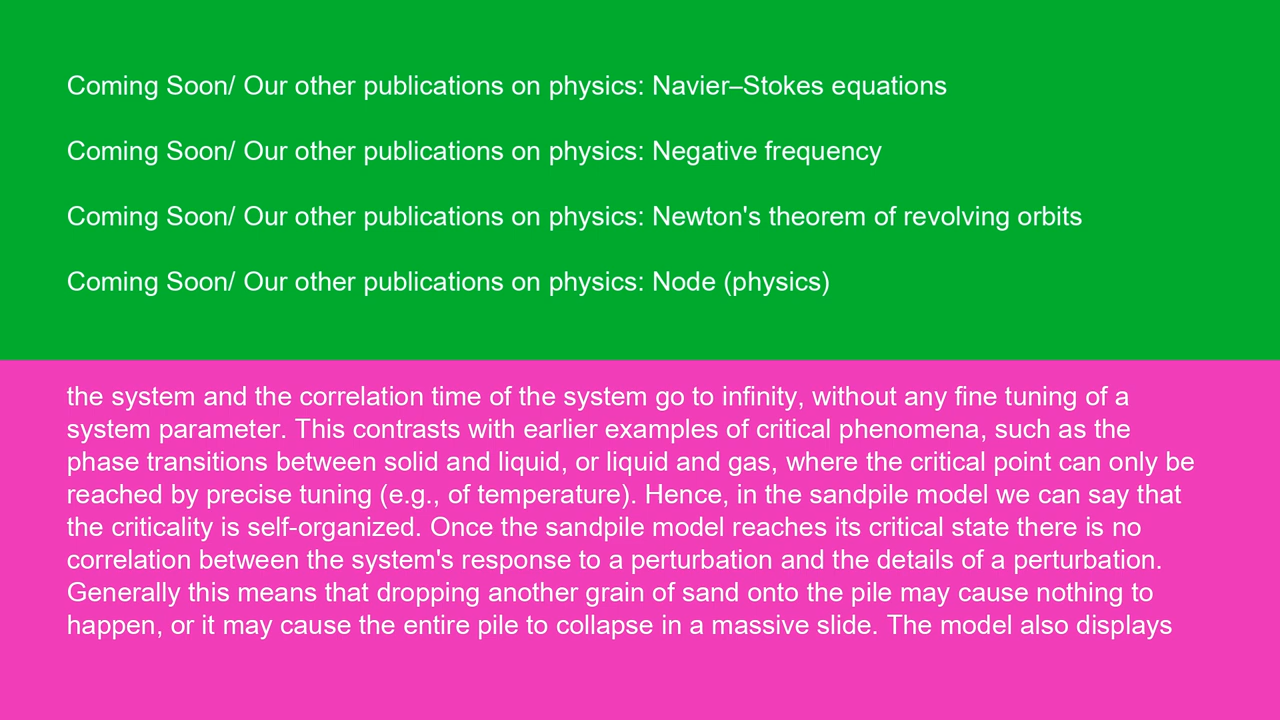 Coming Soon/ Our other publications on physics: Navier–Stokes equations
Coming Soon/ Our other publications on physics: Negative frequency
Coming Soon/ Our other publications on physics: Newton's theorem of revolving orbits
Coming Soon/ Our other publications on physics: Node (physics)
the system and the correlation time of the system go to infinity, without any fine tuning of a
system parameter. This contrasts with earlier examples of critical phenomena, such as the
phase transitions between solid and liquid, or liquid and gas, where the critical point can only be
reached by precise tuning (e.g., of temperature). Hence, in the sandpile model we can say that
the criticality is self-organized. Once the sandpile model reaches its critical state there is no
correlation between the system's response to a perturbation and the details of a perturbation.
Generally this means that dropping another grain of sand onto the pile may cause nothing to
happen, or it may cause the entire pile to collapse in a massive slide. The model also displays